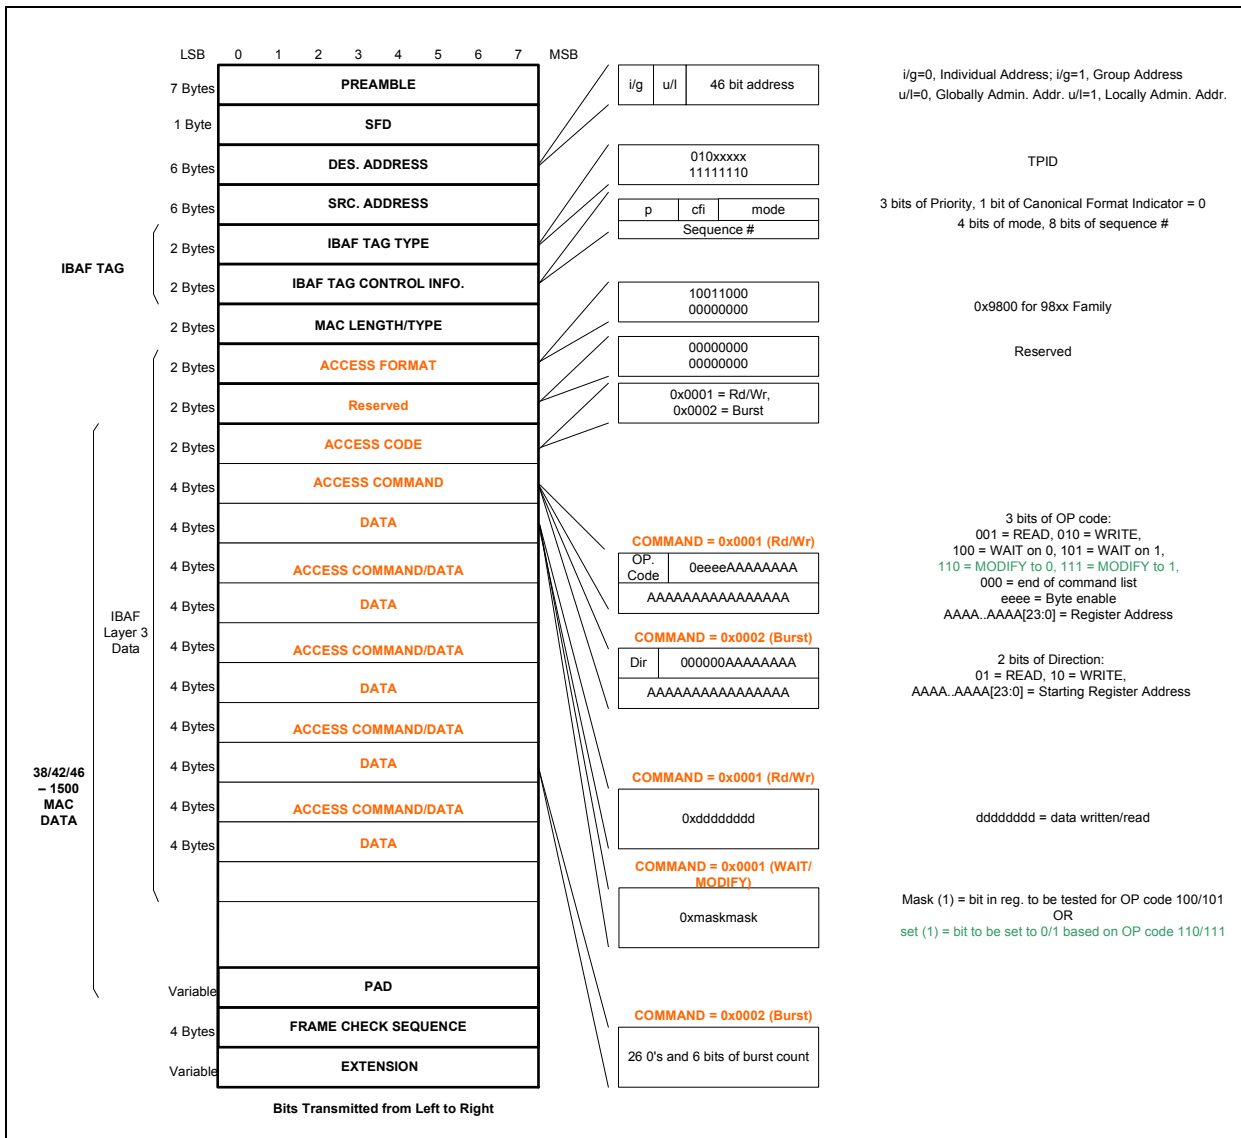 LSB 0 1 2 3 4 5 6 7 MSB
7 Bytes PREAMBLE
1 Byte SFD
6 Bytes DES. ADDRESS
6 Bytes SRC. ADDRESS
IBAF TAG
2 Bytes IBAF TAG TYPE
2 Bytes IBAF TAG CONTROL INFO.
2 Bytes MAC LENGTH/TYPE
2 Bytes ACCESS FORMAT
2 Bytes Reserved
2 Bytes ACCESS CODE
4 Bytes ACCESS COMMAND
4 Bytes DATA
4 Bytes ACCESS COMMAND/DATA
4 Bytes DATA
4 Bytes ACCESS COMMAND/DATA
4 Bytes DATA
4 Bytes ACCESS COMMAND/DATA
4 Bytes DATA
4 Bytes ACCESS COMMAND/DATA
4 Bytes DATA
IBAF
Layer 3
Data
38/42/46
– 1500
MAC
DATA
Variable PAD
4 Bytes FRAME CHECK SEQUENCE
Variable EXTENSION
Bits Transmitted from Left to Right
i/g u/l 46 bit address
i/g=0, Individual Address; i/g=1, Group Address
u/l=0, Globally Admin. Addr. u/l=1, Locally Admin. Addr.
010xxxxx
11111110
TPID
p cfi mode
Sequence #
3 bits of Priority, 1 bit of Canonical Format Indicator = 0
4 bits of mode, 8 bits of sequence #
10011000
00000000
0x9800 for 98xx Family
00000000
00000000
Reserved
0x0001 = Rd/Wr,
0x0002 = Burst
COMMAND = 0x0001 (Rd/Wr)
OP.
Code
0eeeeAAAAAAAA
AAAAAAAAAAAAAAAA
3 bits of OP code:
001 = READ, 010 = WRITE,
100 = WAIT on 0, 101 = WAIT on 1,
110 = MODIFY to 0, 111 = MODIFY to 1,
000 = end of command list
eeee = Byte enable
AAAA..AAAA[23:0] = Register Address
COMMAND = 0x0002 (Burst)
Dir 000000AAAAAAAA
AAAAAAAAAAAAAAAA
2 bits of Direction:
01 = READ, 10 = WRITE,
AAAA..AAAA[23:0] = Starting Register Address
COMMAND = 0x0001 (Rd/Wr)
0xdddddddd
dddddddd = data written/read
COMMAND = 0x0001 (WAIT/
MODIFY)
0xmaskmask
Mask (1) = bit in reg. to be tested for OP code 100/101
OR
set (1) = bit to be set to 0/1 based on OP code 110/111
COMMAND = 0x0002 (Burst)
26 0's and 6 bits of burst count